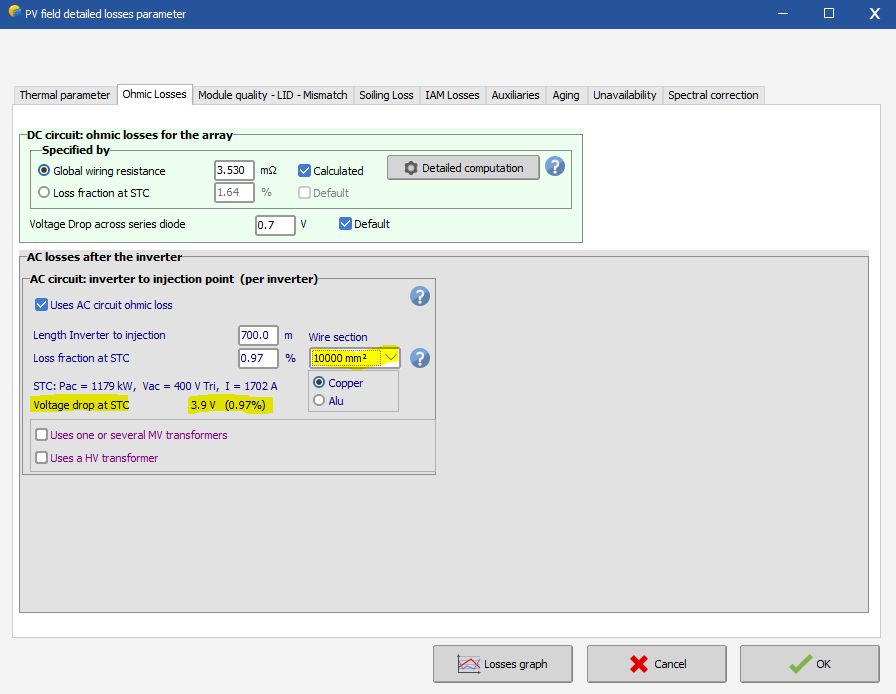 PV field detailed losses parameter
Thermal parameter Ohmic Losses Module quality - LID - Mismatch Soiling Loss IAM Losses Auxiliaries Aging Unavailability Spectral correction
DC circuit: ohmic losses for the array
Specified by
Global wiring resistance 3.530 mΩ Calculated Detailed computation ?
Loss fraction at STC 1.64 % Default
Voltage Drop across series diode 0.7 V Default
AC losses after the inverter
AC circuit: inverter to injection point (per inverter)
Uses AC circuit ohmic loss ?
Length Inverter to injection 700.0 m Wire section
Loss fraction at STC 0.97 % 10000 mm² ?
STC: Pac = 1179 kW, Vac = 400 V Tri, I = 1702 A Copper
Voltage drop at STC 3.9 V (0.97%) Alu
Uses one or several MV transformers
Uses a HV transformer
Losses graph Cancel OK